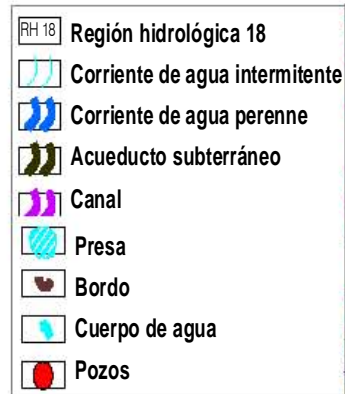 RH 18 Región hidrológica 18
Corriente de agua intermitente
Corriente de agua perenne
Acueducto subterráneo
Canal
Presa
Bordo
Cuerpo de agua
Pozos